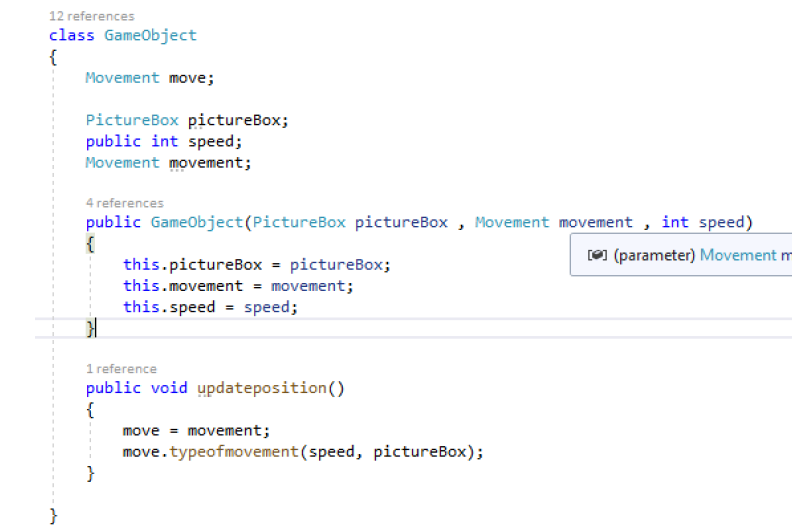 12 references
class GameObject
{
Movement move;
PictureBox pictureBox;
public int speed;
Movement movement;
4 references
public GameObject(PictureBox pictureBox , Movement movement , int speed)
{
(parameter) Movement m
this.pictureBox = pictureBox;
this.movement = movement;
this.speed = speed;
}
1 reference
public void updateposition()
{
move = movement;
move.typeofmovement(speed, pictureBox);
}
}